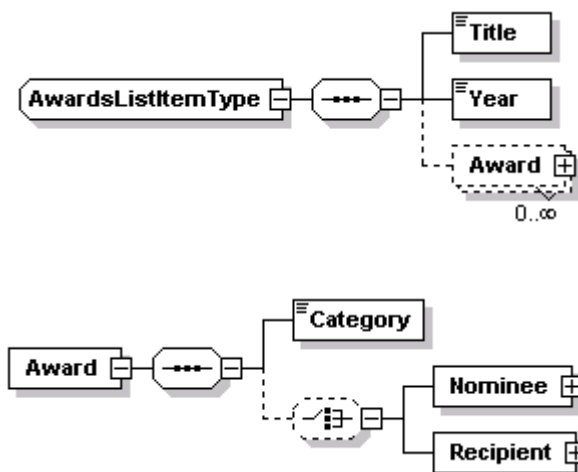 Title
AwardsListItemType
Year
Award
0..∞
Category
Award
Nominee
Recipient